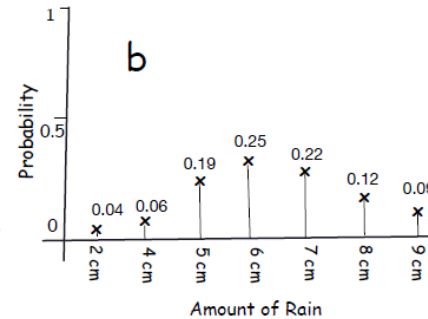 1
b
Probability
0.5
0
0.04
0.06
0.19
0.25
0.22
0.12
2 cm
4 cm
5 cm
6 cm
7 cm
8 cm
9 cm
Amount of Rain